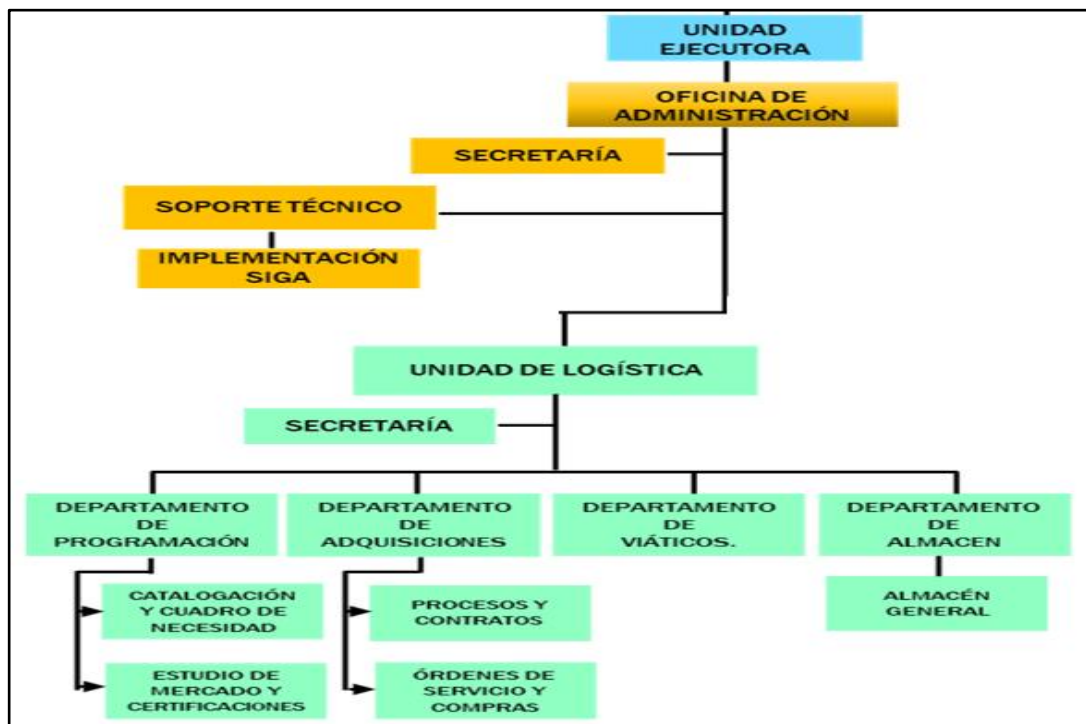 UNIDAD
EJECUTORA
OFICINA DE
ADMINISTRACIÓN
SECRETARÍA
SOPORTE TÉCNICO
IMPLEMENTACIÓN
SIGA
UNIDAD DE LOGÍSTICA
SECRETARÍA
DEPARTAMENTO
DE
PROGRAMACIÓN
DEPARTAMENTO
DE
ADQUISICIONES
DEPARTAMENTO
DE
VIÁTICOS.
DEPARTAMENTO
DE
ALMACEN
CATALOGACIÓN
Y CUADRO DE
NECESIDAD
PROCESOS Y
CONTRATOS
ALMACÉN
GENERAL
ESTUDIO DE
MERCADO Y
CERTIFICACIONES
ÓRDENES DE
SERVICIO Y
COMPRAS